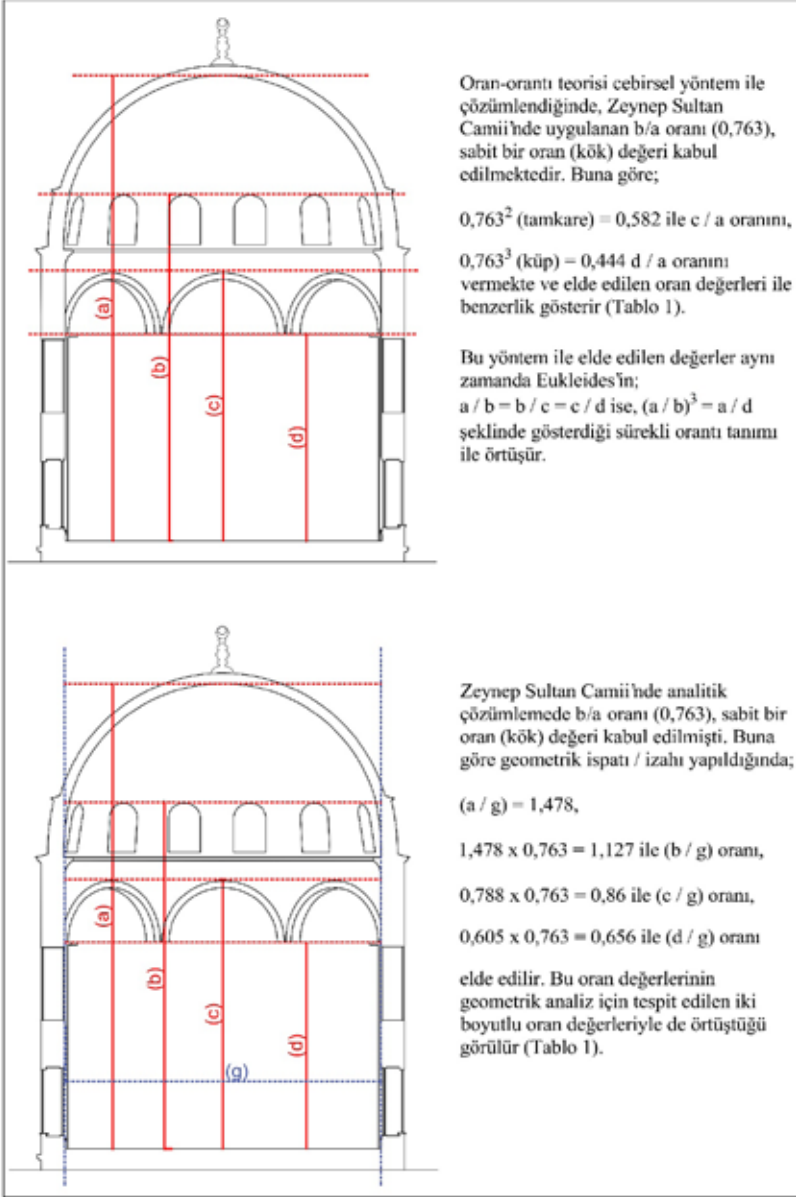 Oran-orantı teorisi cebirsel yöntem ile
çözümlendiğinde, Zeynep Sultan
Camii'nde uygulanan b/a oranı (0,763),
sabit bir oran (kök) değeri kabul
edilmektedir. Buna göre;
0,763² (tamkare) = 0,582 ile c / a oranını,
0,763³ (küp) = 0,444 d / a oranını
vermekte ve elde edilen oran değerleri ile
benzerlik gösterir (Tablo 1).
Bu yöntem ile elde edilen değerler aynı
zamanda Eukleides'in;
a / b = b / c = c / d ise, (a / b)³ = a / d
şeklinde gösterdiği sürekli orantı tanımı
ile örtüşür.
(a)
(b)
(c)
(d)
Zeynep Sultan Camii'nde analitik
çözümlemede b/a oranı (0,763), sabit bir
oran (kök) değeri kabul edilmişti. Buna
göre geometrik ispatı / izahı yapıldığında;
(a / g) = 1,478,
1,478 x 0,763 = 1,127 ile (b / g) oranı,
0,788 x 0,763 = 0,86 ile (c / g) oranı,
0,605 x 0,763 = 0,656 ile (d / g) oranı
elde edilir. Bu oran değerlerinin
geometrik analiz için tespit edilen iki
boyutlu oran değerleriyle de örtüştüğü
görülür (Tablo 1).
(a)
(b)
(c)
(d)
(g)